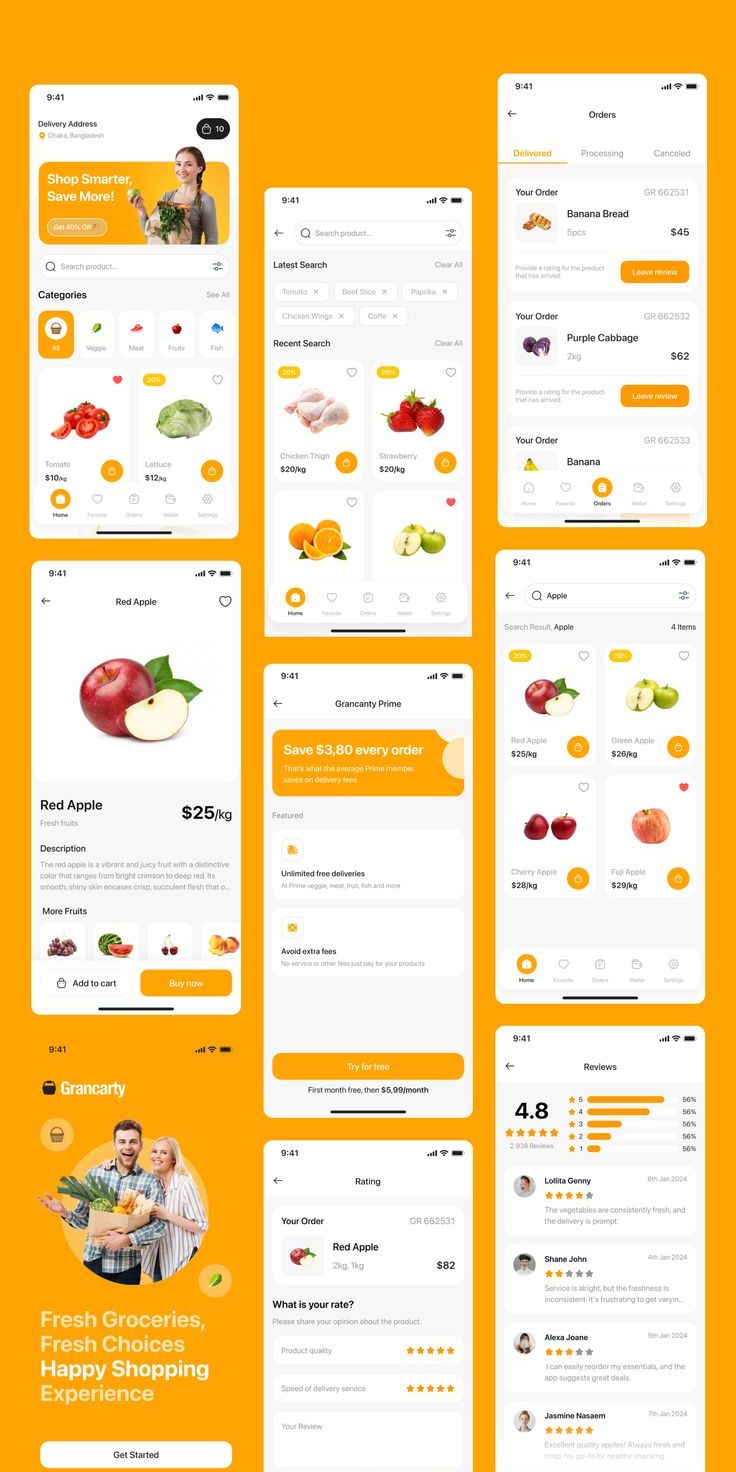 9:41
Delivery Address
Dhaka, Bangladesh
10
Shop Smarter,
Save More!
Get 40% Off
Search product...
Categories
See All
All
Veggie
Meat
Fruits
Fish
20%
Tomato
$10/kg
Lettuce
$12/kg
Home
Favorite
Orders
Wallet
Settings
9:41
Search product...
Latest Search
Clear All
Tomato ×
Beef Slice ×
Paprika ×
Chicken Wings ×
Coffe ×
Recent Search
Clear All
20%
20%
Chicken Thigh
$20/kg
Strawberry
$20/kg
Home
Favorite
Orders
Wallet
Settings
9:41
Orders
Delivered
Processing
Canceled
Your Order
GR 662531
Banana Bread
5pcs
$45
Provide a rating for the product
that has arrived.
Leave review
Your Order
GR 662532
Purple Cabbage
2kg
$62
Provide a rating for the product
that has arrived.
Leave review
Your Order
GR 662533
Banana
Home
Favorite
Orders
Wallet
Settings
9:41
Red Apple
Red Apple
Fresh fruits
$25/kg
Description
The red apple is a vibrant and juicy fruit with a distinctive
color that ranges from bright crimson to deep red. Its
smooth, shiny skin encases crisp, succulent flesh that o...
More Fruits
Add to cart
Buy now
9:41
Grancanty Prime
Save $3,80 every order
That's what the average Prime member
saves on delivery fees
Featured
Unlimited free deliveries
At Prime veggie, meat, fruit, fish and more
Avoid extra fees
No service or other fees just pay for your products
Try for free
First month free, then $5,99/month
9:41
Apple
Search Result, Apple
4 Items
20%
20%
Red Apple
$25/kg
Green Apple
$26/kg
Cherry Apple
$28/kg
Fuji Apple
$29/kg
Home
Favorite
Orders
Wallet
Settings
9:41
Grancarty
Fresh Groceries,
Fresh Choices
Happy Shopping
Experience
Get Started
9:41
Rating
Your Order
GR 662531
Red Apple
2kg, 1kg
$82
What is your rate?
Please share your opinion about the product.
Product quality
Speed of delivery service
Your Review
9:41
Reviews
4.8
2.938 Reviews
5 56%
4 56%
3 56%
2 56%
1 56%
Lollita Genny
6th Jan 2024
The vegetables are consistently fresh, and
the delivery is prompt.
Shane John
4th Jan 2024
Service is alright, but the freshness is
inconsistent. It's frustrating to get varyin...
Alexa Joane
5th Jan 2024
I can easily reorder my essentials, and the
app suggests great deals.
Jasmine Nasaem
7th Jan 2024
Excellent quality apples! Always fresh and
crisp, my go-to for healthy snacking.